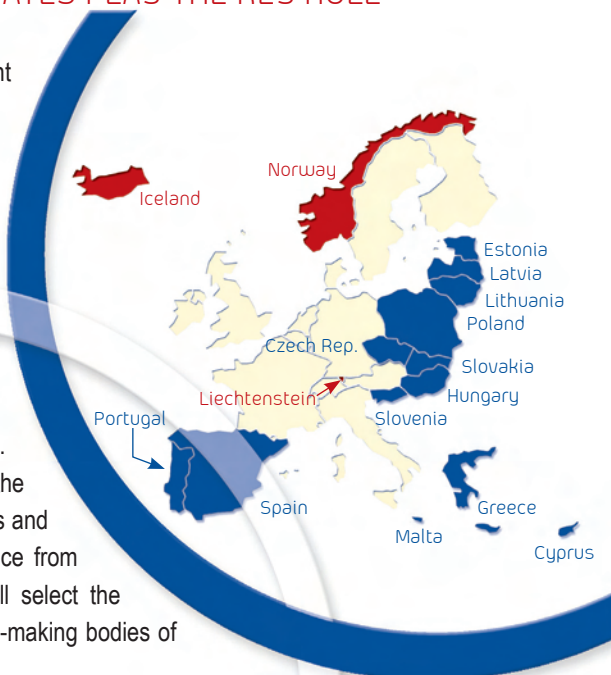 nt
Norway
Iceland
Estonia
Latvia
Lithuania
Poland
Czech Rep.
Slovakia
Liechtenstein
Hungary
Portugal
Slovenia
.
he
Spain
Greece
s and
Malta
ce from
Cyprus
ll select the
-making bodies of